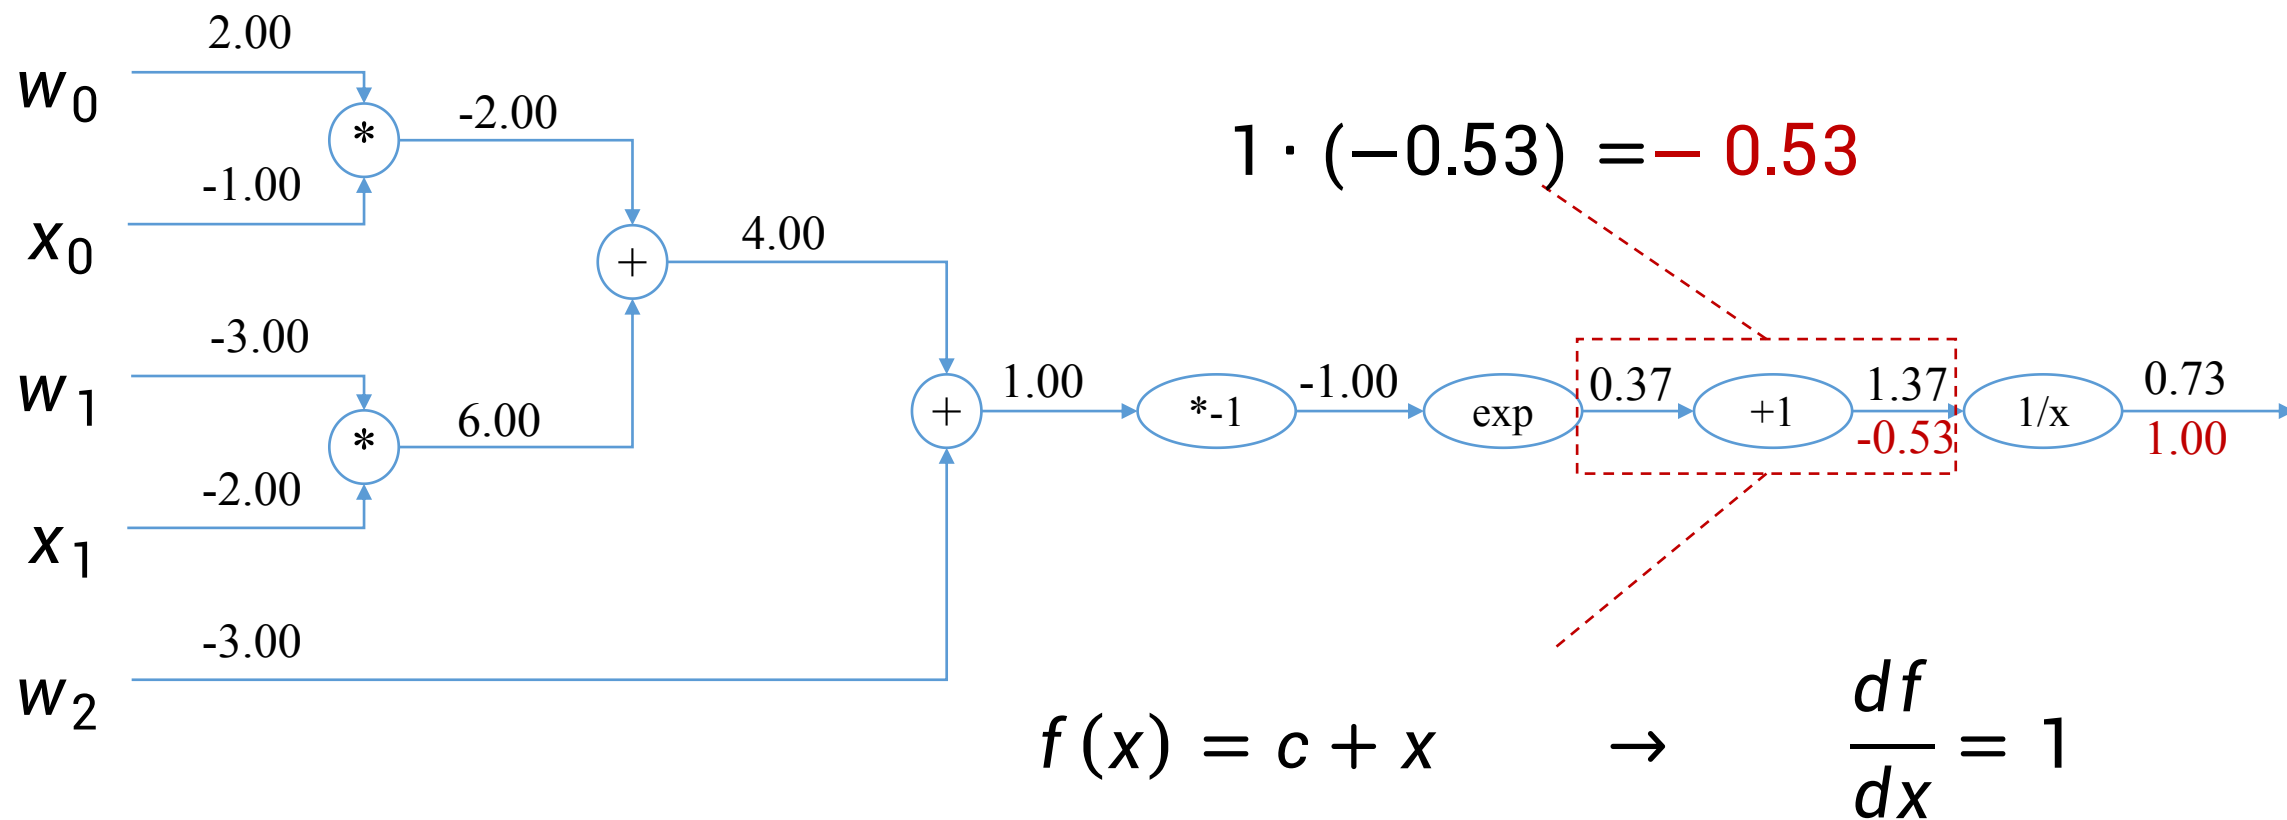 2.00
w0
*
-2.00
1 · (−0.53) = − 0.53
-1.00
x0
+
4.00
-3.00
w1
*
6.00
+
1.00
*-1
-1.00
exp
0.37
+1
1.37
-0.53
1/x
0.73
1.00
-2.00
x1
-3.00
w2
f(x) = c + x → df/dx = 1